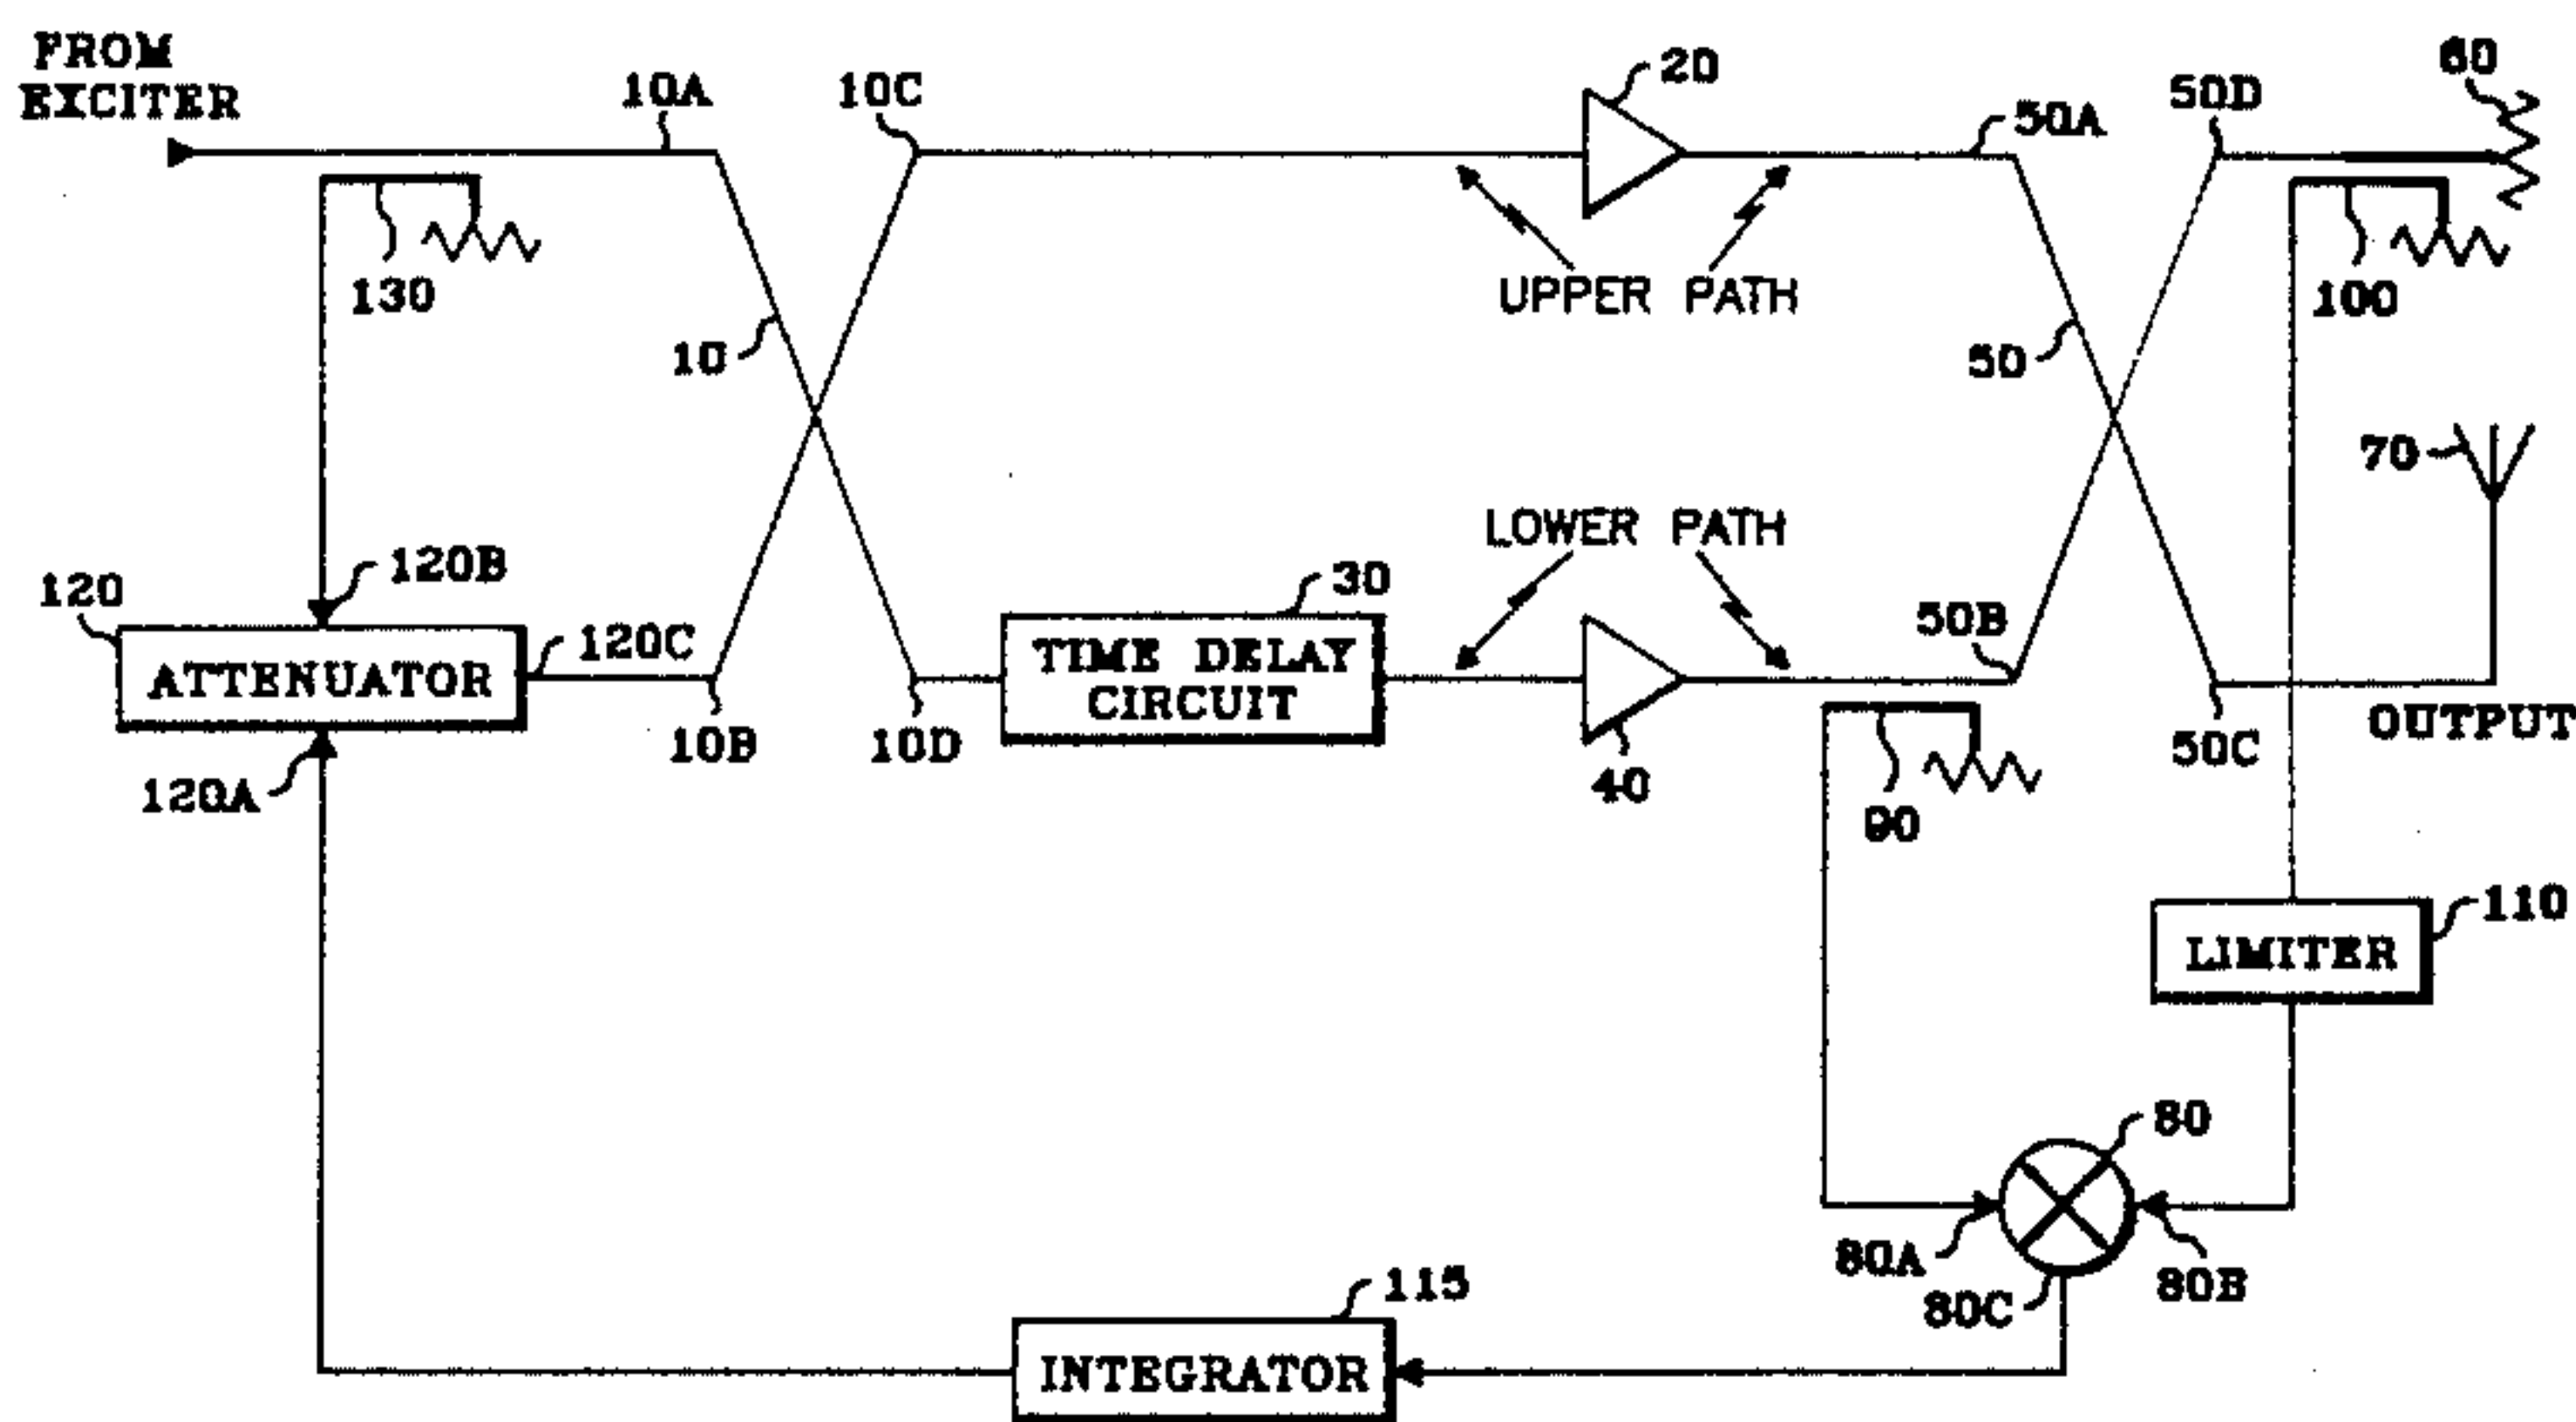 FROM
EXCITER
10A
10C
20
50A
50D
60
130
10
UPPER PATH
50
100
70
LOWER PATH
120
120B
120C
30
50B
ATTENUATOR
TIME DELAY
CIRCUIT
10B
10D
40
50C
OUTPUT
120A
90
110
LIMITER
80
80A
80B
80C
115
INTEGRATOR